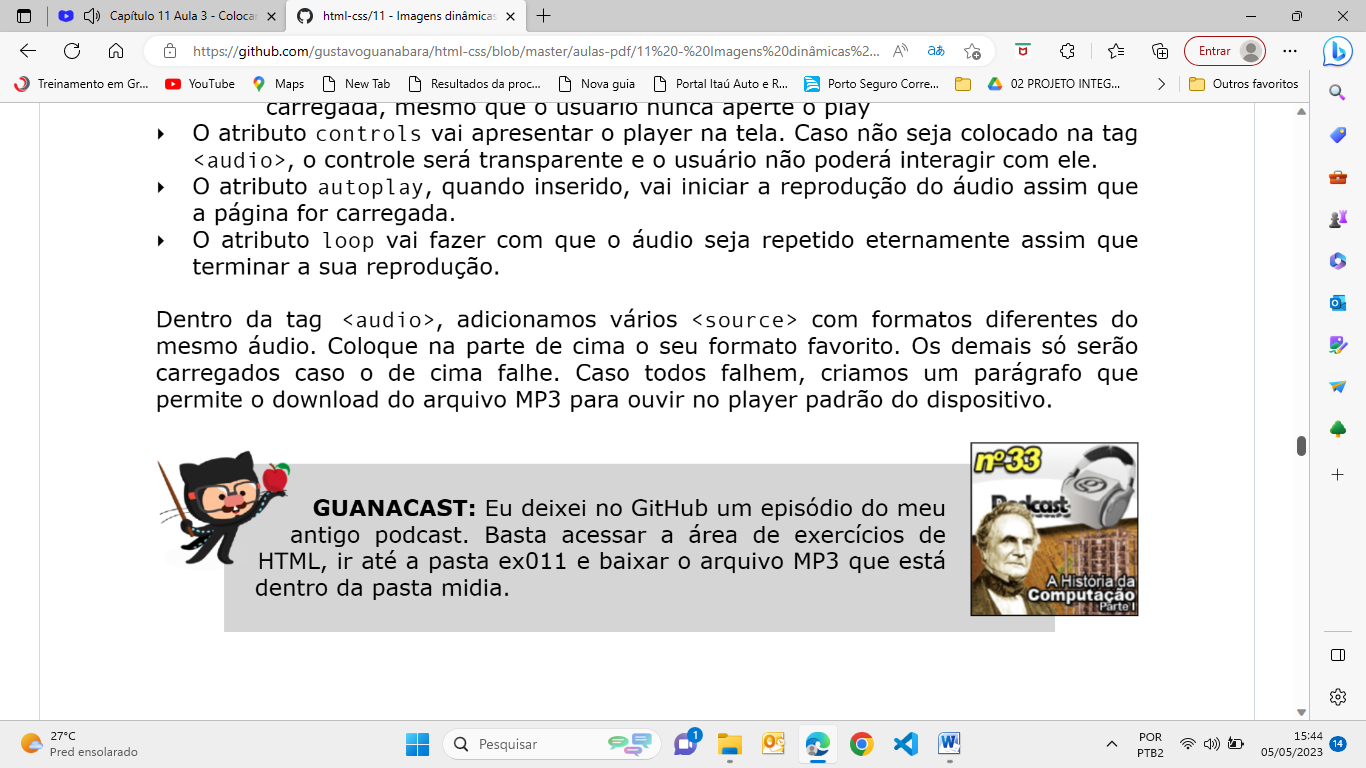 Capítulo 11 Aula 3 - Coloca
html-css/11 - Imagens dinâmicas
https://github.com/gustavoguanabara/html-css/blob/master/aulas-pdf/11%20-%20Imagens%20dinâmicas%2...
Entrar
Treinamento em Gr...
YouTube
Maps
New Tab
Resultados da proc...
Nova guia
Portal Itaú Auto e R...
Porto Seguro Corre...
02 PROJETO INTEG...
Outros favoritos
carregada, mesmo que o usuário nunca aperte o play
O atributo controls vai apresentar o player na tela. Caso não seja colocado na tag
<audio>, o controle será transparente e o usuário não poderá interagir com ele.
O atributo autoplay, quando inserido, vai iniciar a reprodução do áudio assim que
a página for carregada.
O atributo loop vai fazer com que o áudio seja repetido eternamente assim que
terminar a sua reprodução.
Dentro da tag <audio>, adicionamos vários <source> com formatos diferentes do
mesmo áudio. Coloque na parte de cima o seu formato favorito. Os demais só serão
carregados caso o de cima falhe. Caso todos falhem, criamos um parágrafo que
permite o download do arquivo MP3 para ouvir no player padrão do dispositivo.
GUANACAST: Eu deixei no GitHub um episódio do meu
antigo podcast. Basta acessar a área de exercícios de
HTML, ir até a pasta ex011 e baixar o arquivo MP3 que está
dentro da pasta midia.
nº33
Podcast
A História da
Computação
Parte I
27°C
Pred ensolarado
Pesquisar
1
POR
PTB2
15:44
05/05/2023
14